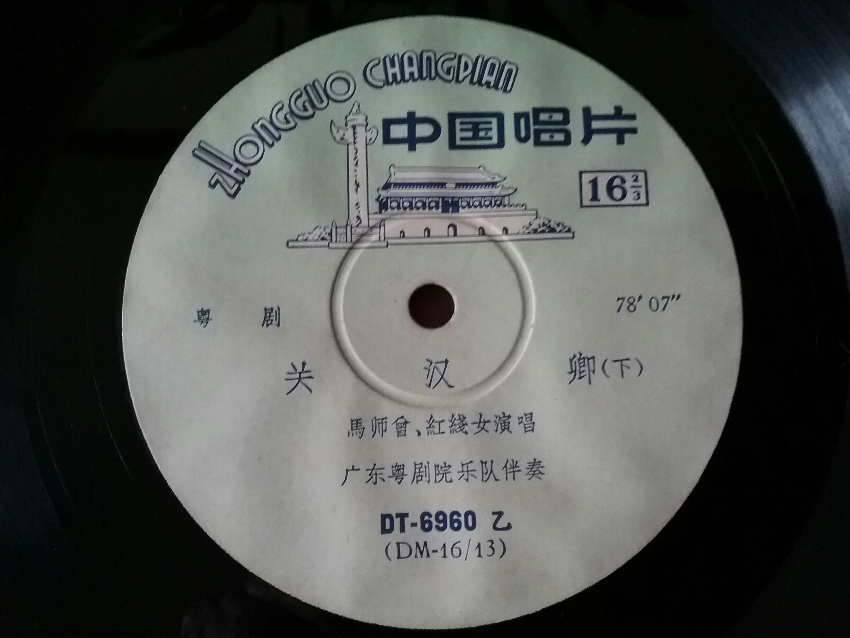 ZHONGGUO CHANGPIAN
中国唱片
16 2/3
粤剧
78′07″
关汉卿(下)
馬师曾、紅綫女演唱
广东粤剧院乐队伴奏
DT-6960 乙
(DM-16/13)